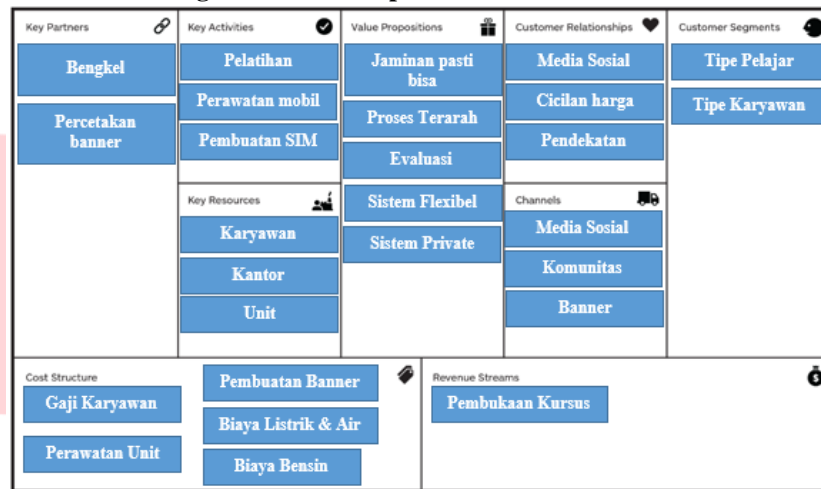 Key Partners
Bengkel
Percetakan
banner
Key Activities
Pelatihan
Perawatan mobil
Pembuatan SIM
Key Resources
Karyawan
Kantor
Unit
Value Propositions
Jaminan pasti
bisa
Proses Terarah
Evaluasi
Sistem Flexibel
Sistem Private
Customer Relationships
Media Sosial
Cicilan harga
Pendekatan
Channels
Media Sosial
Komunitas
Banner
Customer Segments
Tipe Pelajar
Tipe Karyawan
Cost Structure
Gaji Karyawan
Perawatan Unit
Pembuatan Banner
Biaya Listrik & Air
Biaya Bensin
Revenue Streams
Pembukaan Kursus